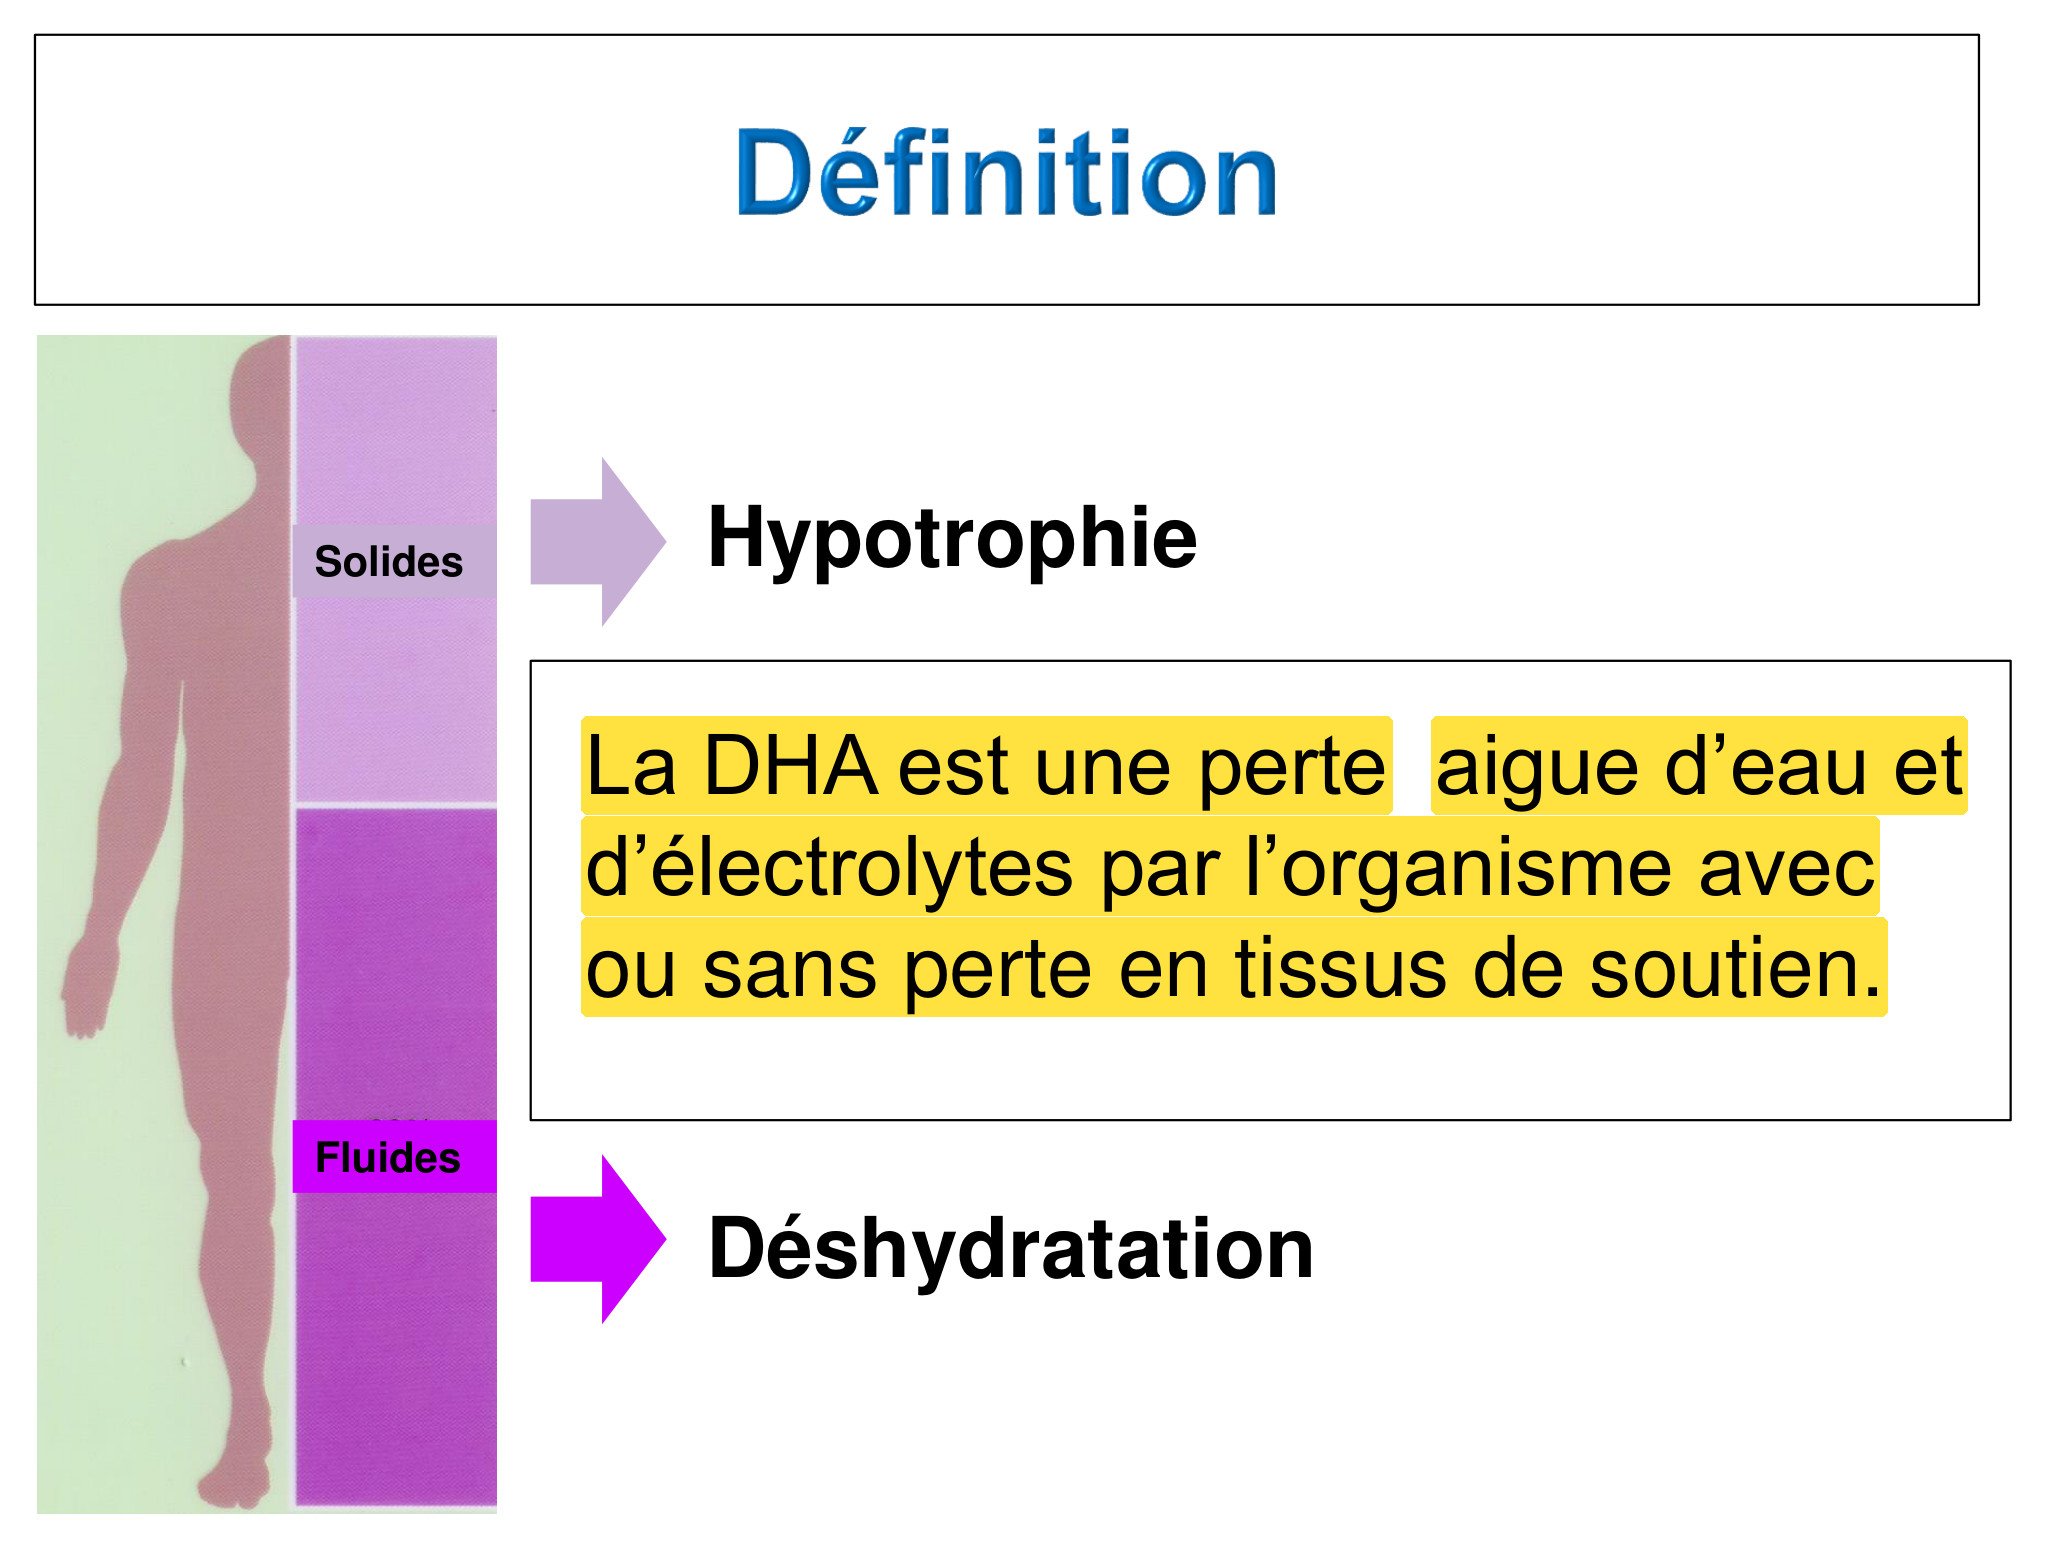 Définition
Solides
Hypotrophie
La DHA est une perte aigue d’eau et
d’électrolytes par l’organisme avec
ou sans perte en tissus de soutien.
Fluides
Déshydratation